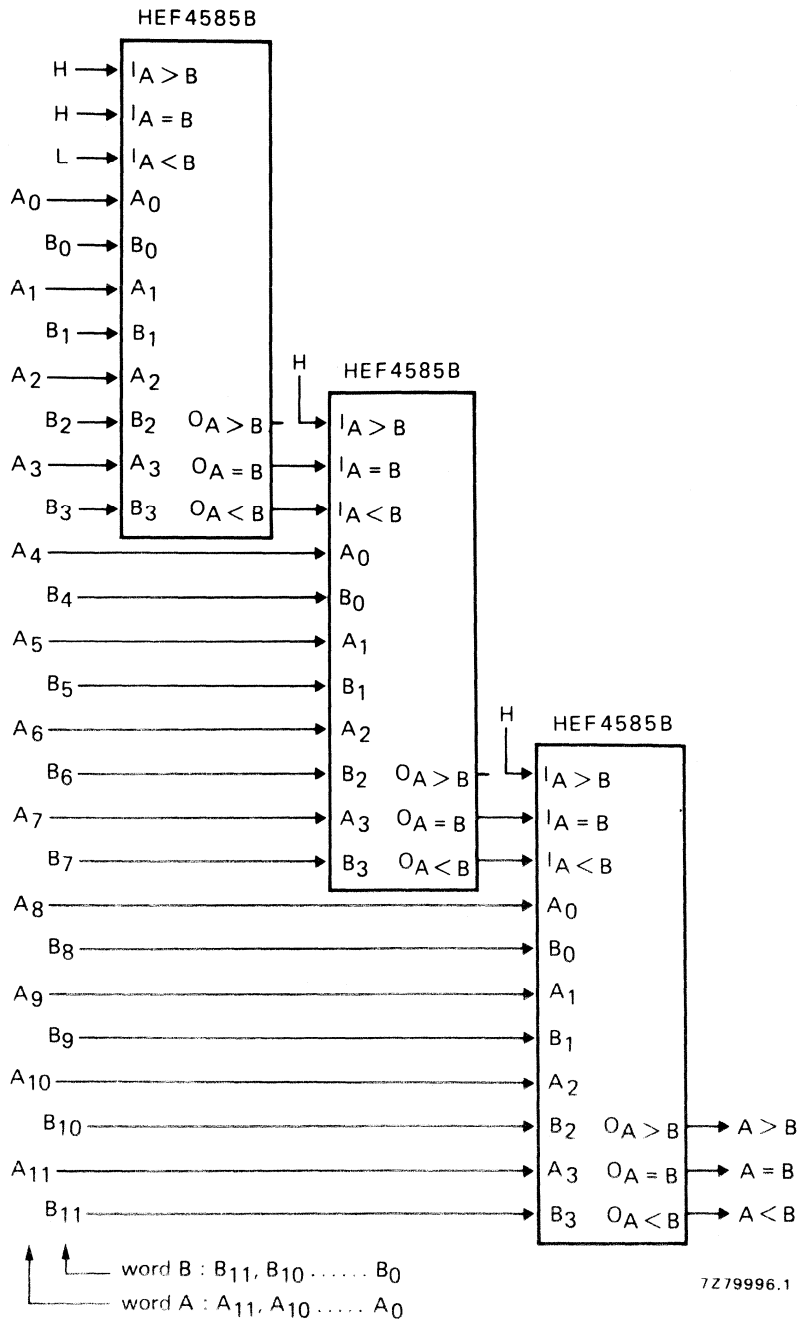 HEF4585B
H I A > B
H I A = B
L I A < B
A0 A0
B0 B0
A1 A1
B1 B1
A2 A2
H HEF4585B
B2 B2 O A > B I A > B
A3 A3 O A = B I A = B
B3 B3 O A < B I A < B
A4 A0
B4 B0
A5 A1
B5 B1
A6 A2
H HEF4585B
B6 B2 O A > B I A > B
A7 A3 O A = B I A = B
B7 B3 O A < B I A < B
A8 A0
B8 B0
A9 A1
B9 B1
A10 A2
B10 B2 O A > B A > B
A11 A3 O A = B A = B
B11 B3 O A < B A < B
word B : B11, B10 ...... B0
word A : A11, A10 ..... A0
7Z79996.1